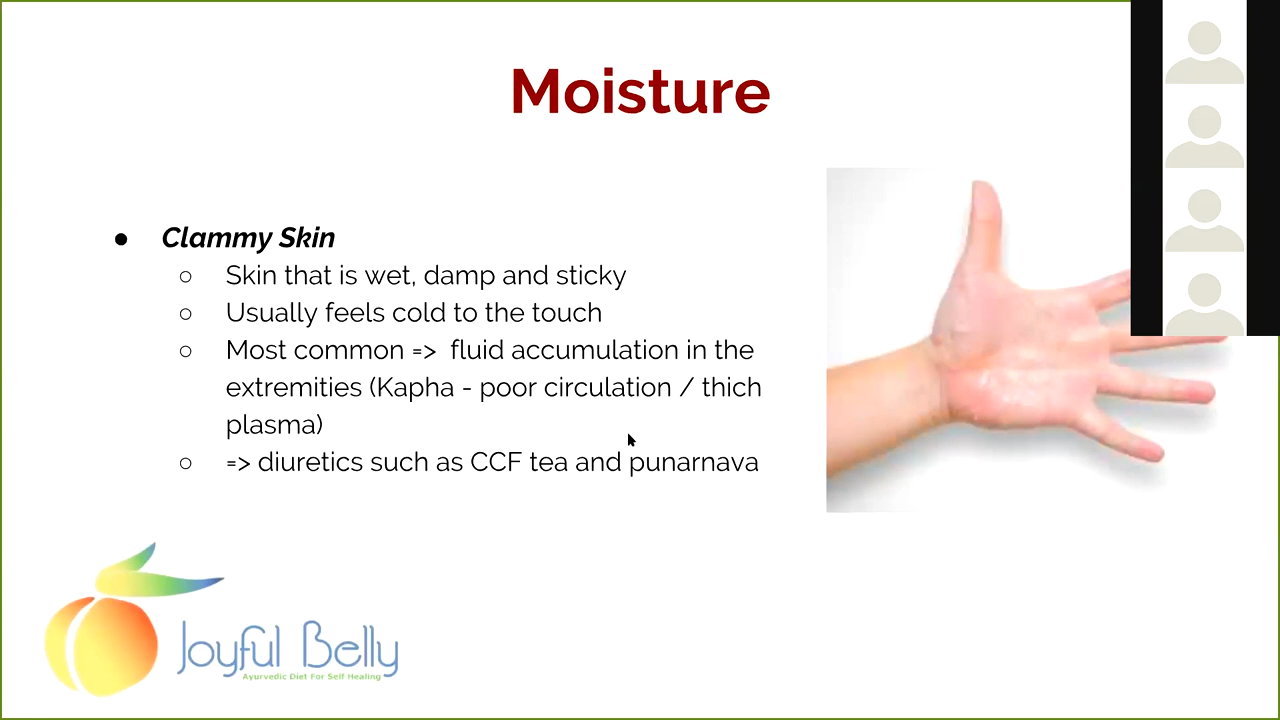 Moisture
● Clammy Skin
○ Skin that is wet, damp and sticky
○ Usually feels cold to the touch
○ Most common => fluid accumulation in the
extremities (Kapha - poor circulation / thich
plasma)
○ => diuretics such as CCF tea and punarnava
Joyful Belly
Ayurvedic Diet For Self Healing